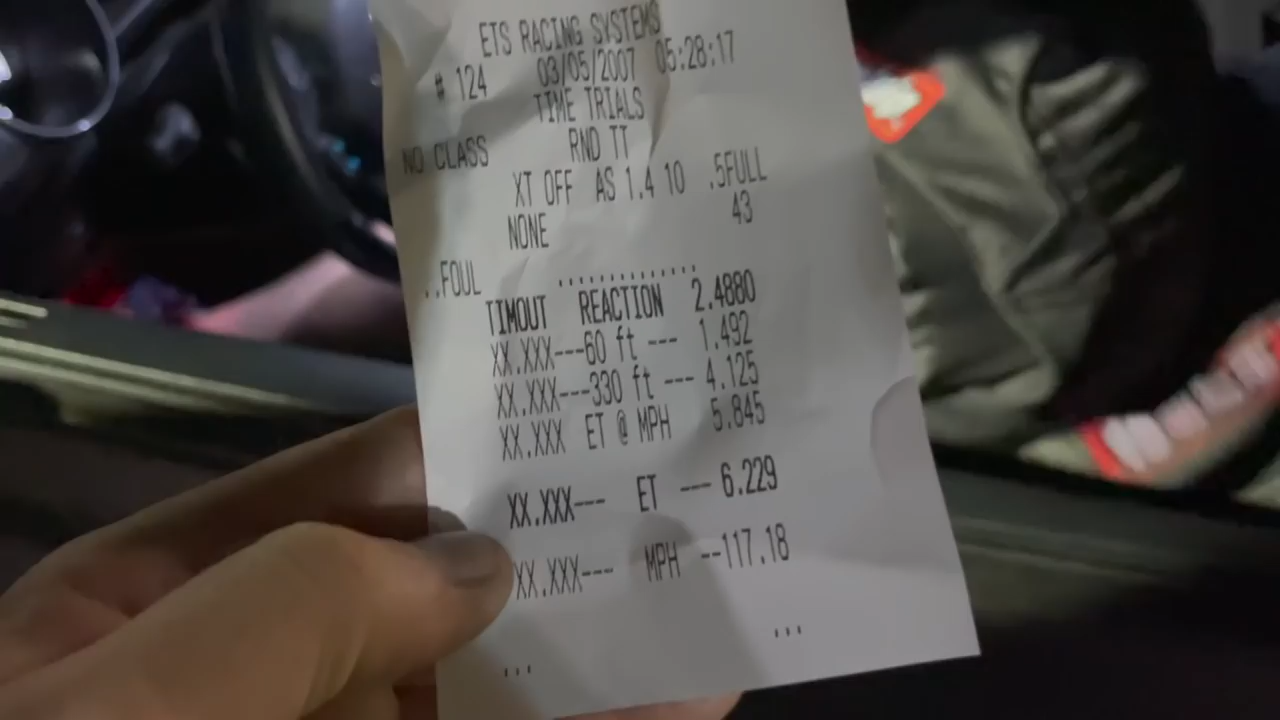 ETS RACING SYSTEMS
# 124 03/05/2007 05:28:17
TIME TRIALS
NO CLASS RND TT
XT OFF AS 1.4 10 .5FULL
NONE 43
..FOUL ..............
TIMOUT REACTION 2.4880
XX.XXX---60 ft --- 1.492
XX.XXX---330 ft --- 4.125
XX.XXX ET @ MPH 5.845
XX.XXX--- ET --- 6.229
XX.XXX--- MPH --117.18
... ...